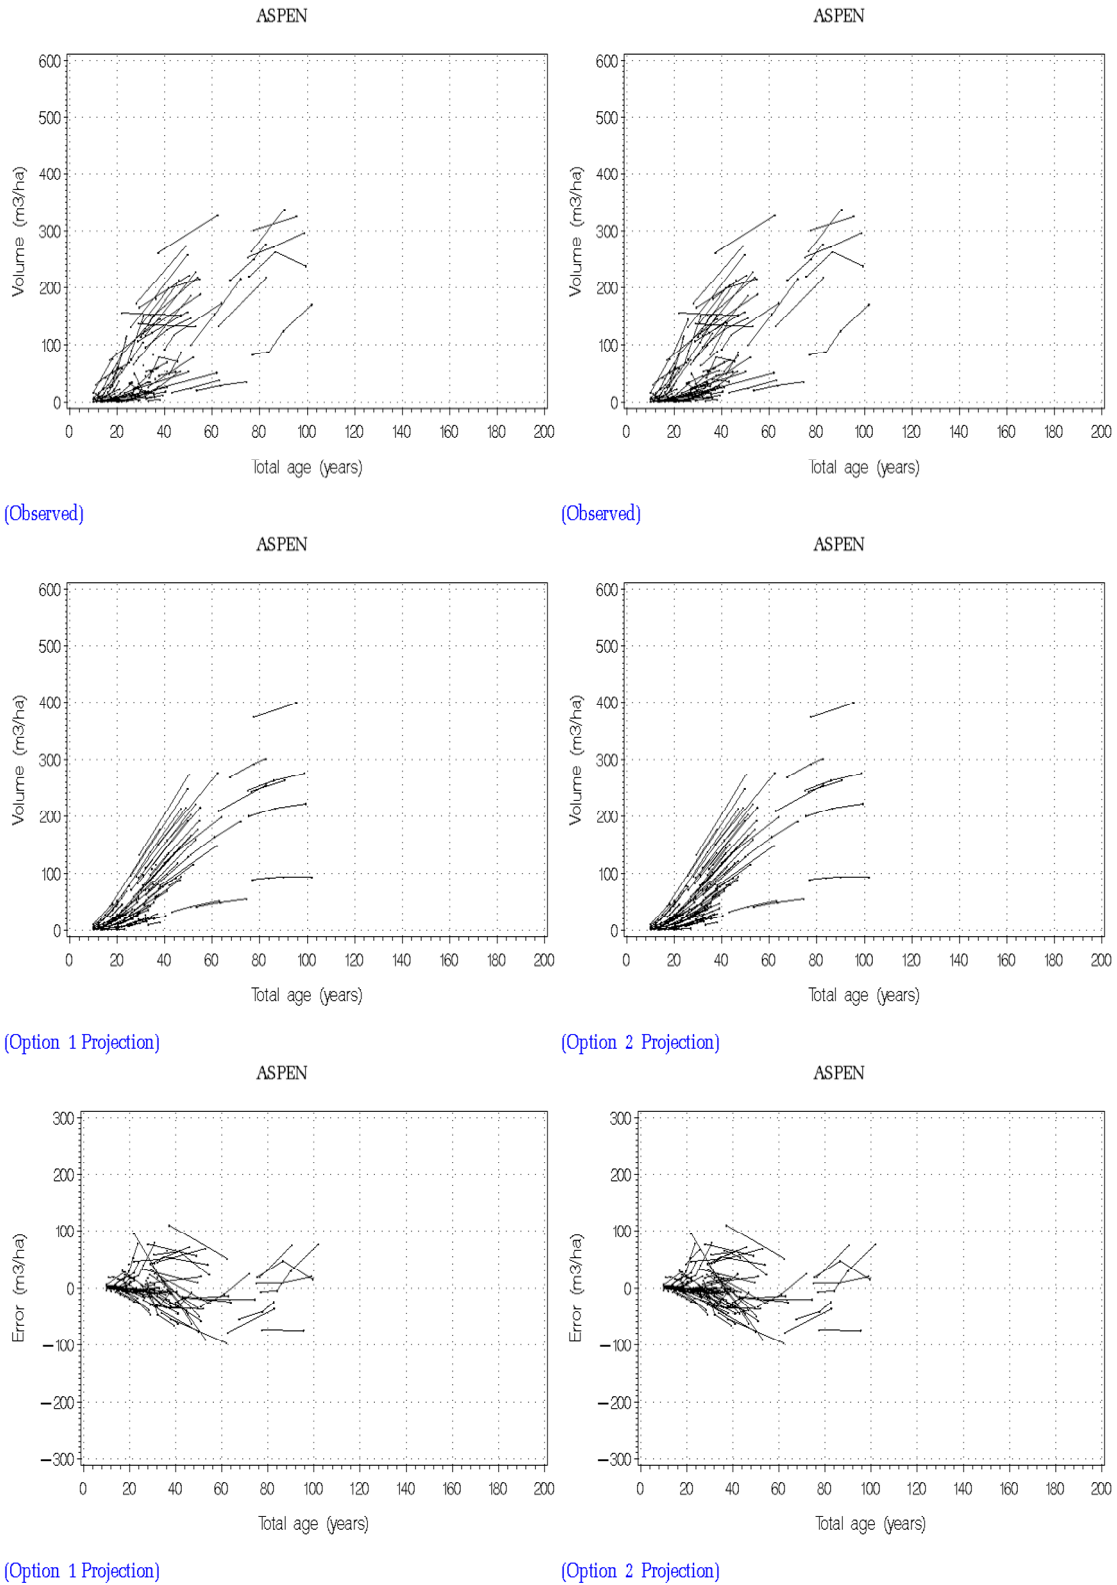 ASPEN ASPEN
600 600
500 500
400 400
300 300
200 200
100 100
0 0
Volume (m3/ha) Volume (m3/ha)
0 20 40 60 80 100 120 140 160 180 200 0 20 40 60 80 100 120 140 160 180 200
Total age (years) Total age (years)
(Observed) (Observed)
ASPEN ASPEN
600 600
500 500
400 400
300 300
200 200
100 100
0 0
Volume (m3/ha) Volume (m3/ha)
0 20 40 60 80 100 120 140 160 180 200 0 20 40 60 80 100 120 140 160 180 200
Total age (years) Total age (years)
(Option 1 Projection) (Option 2 Projection)
ASPEN ASPEN
300 300
200 200
100 100
0 0
−100 −100
−200 −200
−300 −300
Error (m3/ha) Error (m3/ha)
0 20 40 60 80 100 120 140 160 180 200 0 20 40 60 80 100 120 140 160 180 200
Total age (years) Total age (years)
(Option 1 Projection) (Option 2 Projection)